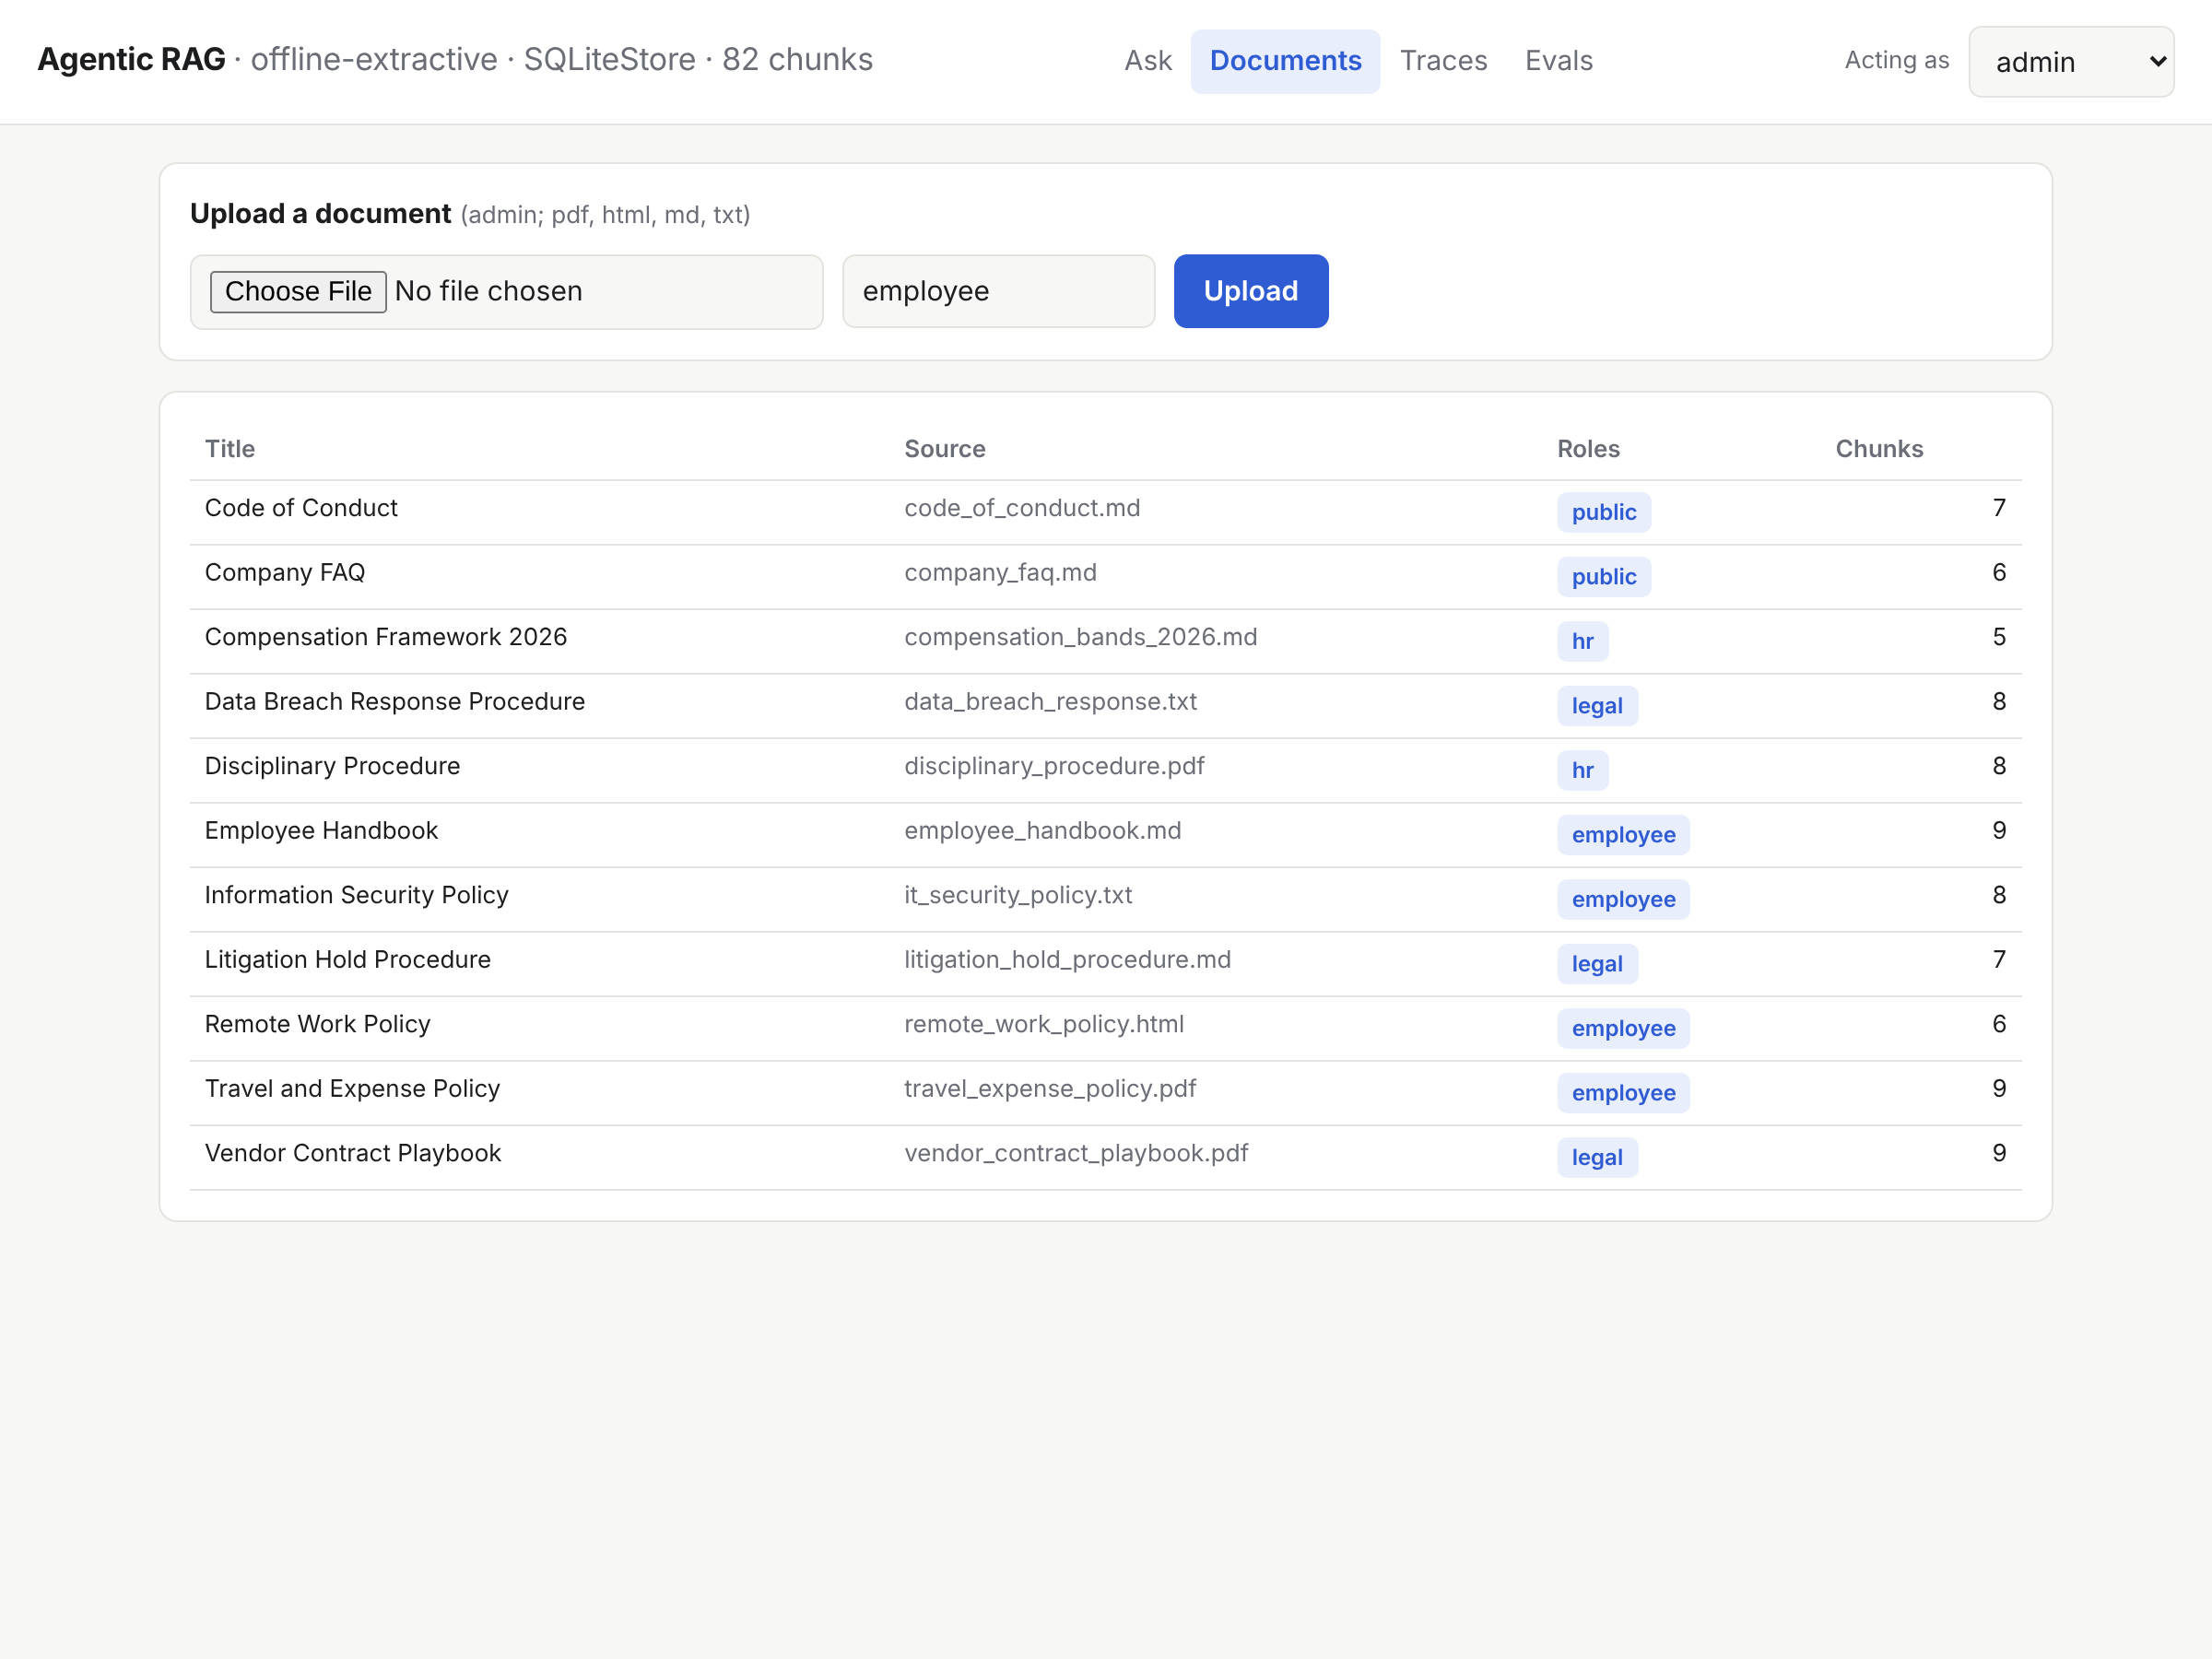 Agentic RAG · offline-extractive · SQLiteStore · 82 chunks Ask Documents Traces Evals Acting as admin
Upload a document (admin; pdf, html, md, txt)
Choose File No file chosen employee Upload
Title Source Roles Chunks
Code of Conduct code_of_conduct.md public 7
Company FAQ company_faq.md public 6
Compensation Framework 2026 compensation_bands_2026.md hr 5
Data Breach Response Procedure data_breach_response.txt legal 8
Disciplinary Procedure disciplinary_procedure.pdf hr 8
Employee Handbook employee_handbook.md employee 9
Information Security Policy it_security_policy.txt employee 8
Litigation Hold Procedure litigation_hold_procedure.md legal 7
Remote Work Policy remote_work_policy.html employee 6
Travel and Expense Policy travel_expense_policy.pdf employee 9
Vendor Contract Playbook vendor_contract_playbook.pdf legal 9